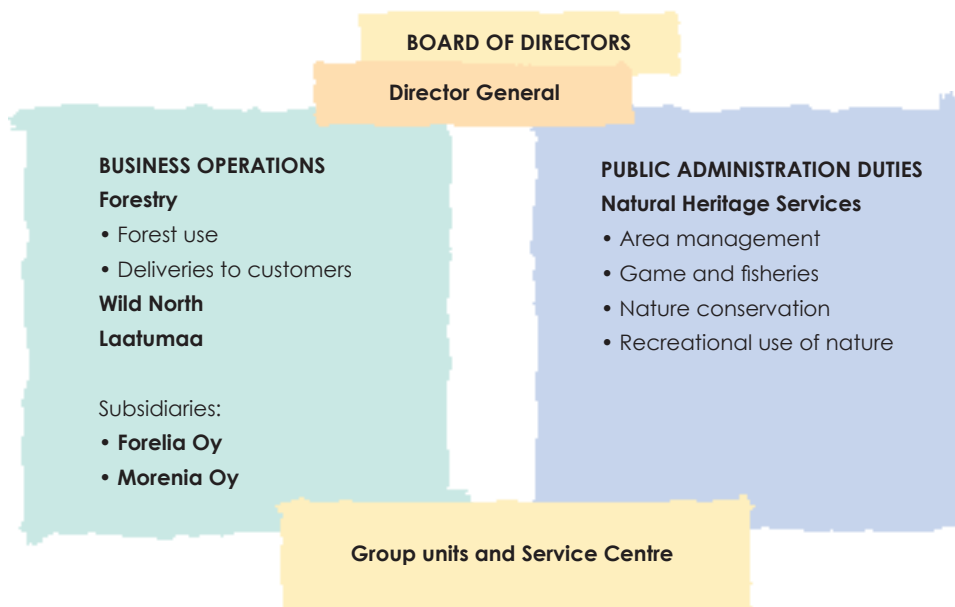 BOARD OF DIRECTORS
Director General
BUSINESS OPERATIONS
Forestry
• Forest use
• Deliveries to customers
Wild North
Laatumaa
Subsidiaries:
• Forelia Oy
• Morenia Oy
PUBLIC ADMINISTRATION DUTIES
Natural Heritage Services
• Area management
• Game and fisheries
• Nature conservation
• Recreational use of nature
Group units and Service Centre